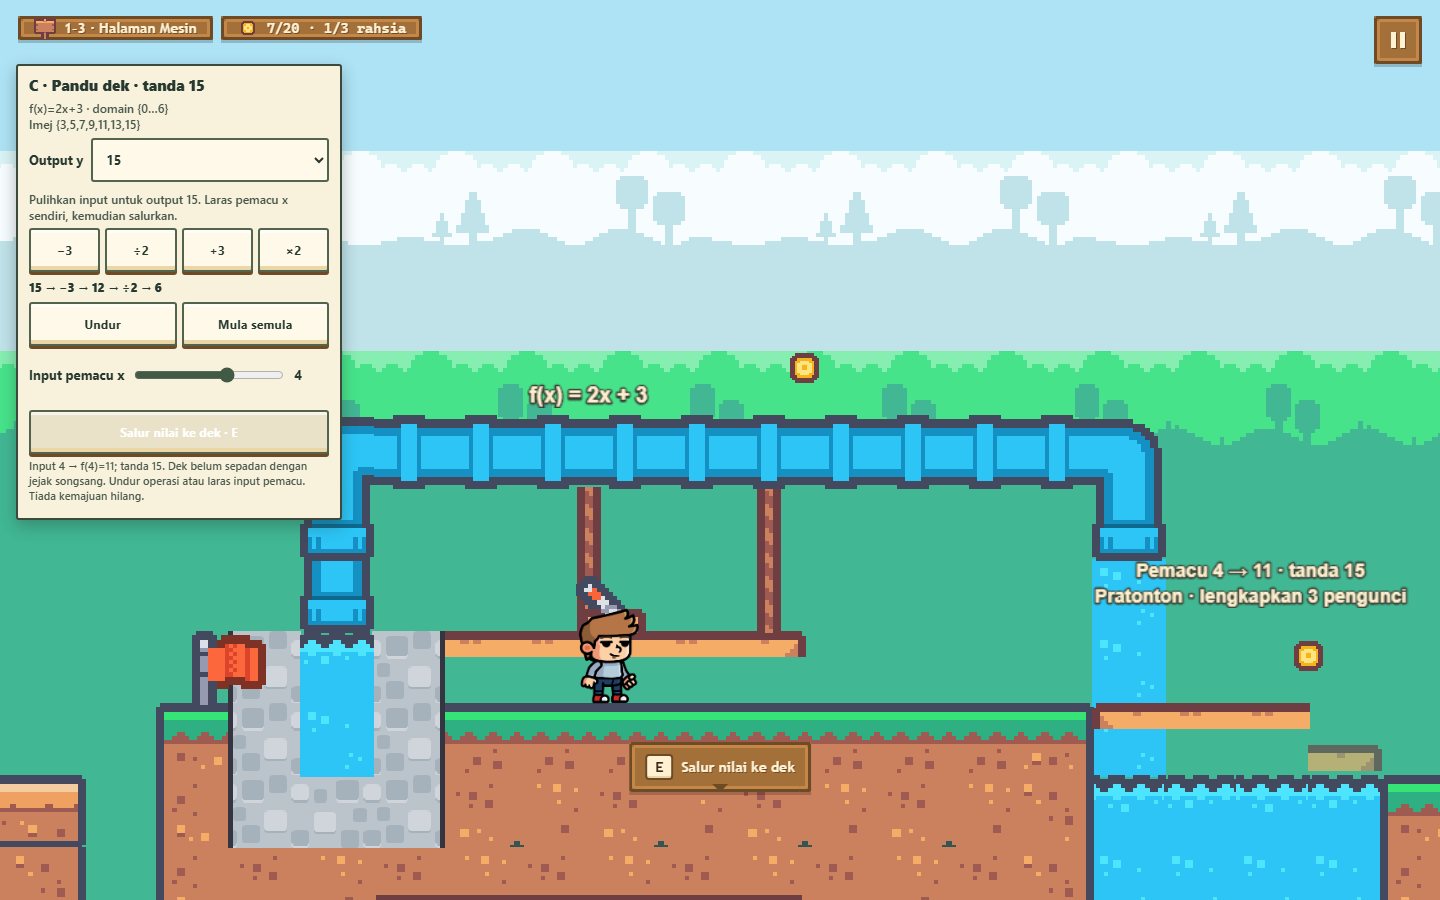 1-3 · Halaman Mesin
7/20 · 1/3 rahsia
C · Pandu dek · tanda 15
f(x)=2x+3 · domain {0...6}
Imej {3,5,7,9,11,13,15}
Output y
15
Pulihkan input untuk output 15. Laras pemacu x
sendiri, kemudian salurkan.
−3
÷2
+3
×2
15 → −3 → 12 → ÷2 → 6
Undur
Mula semula
Input pemacu x
4
Salur nilai ke dek · E
Input 4 → f(4)=11; tanda 15. Dek belum sepadan dengan
jejak songsang. Undur operasi atau laras input pemacu.
Tiada kemajuan hilang.
f(x) = 2x + 3
Pemacu 4 → 11 · tanda 15
Pratonton · lengkapkan 3 pengunci
E
Salur nilai ke dek